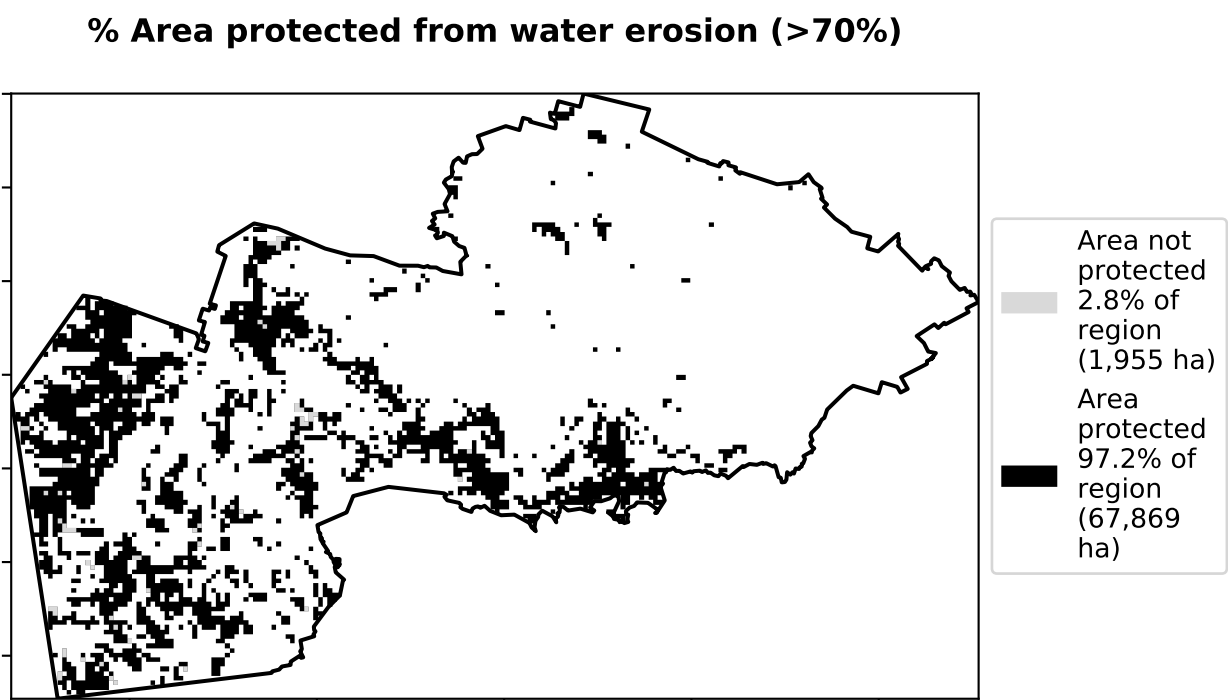 % Area protected from water erosion (>70%)
Area not
protected
2.8% of
region
(1,955 ha)
Area
protected
97.2% of
region
(67,869
ha)